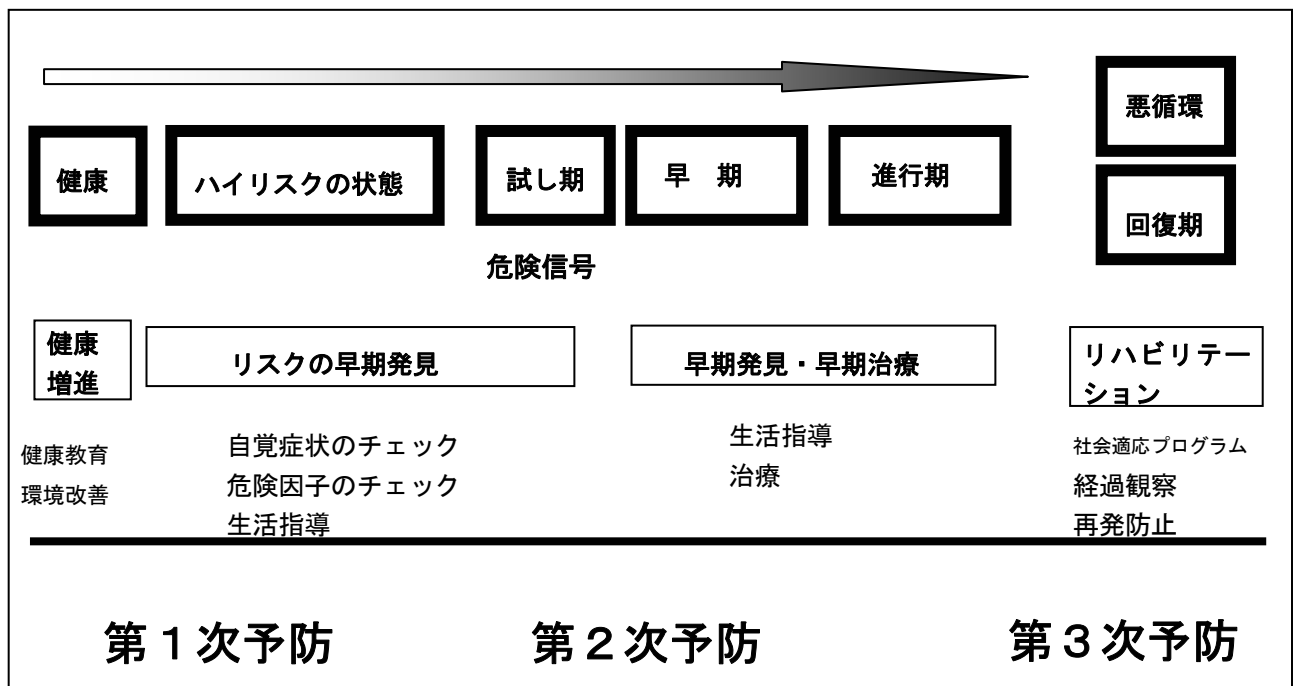 悪循環
健康
ハイリスクの状態
試し期
早　期
進行期
回復期
危険信号
健康
増進
リスクの早期発見
早期発見・早期治療
リハビリテー
ション
健康教育
環境改善
自覚症状のチェック
危険因子のチェック
生活指導
生活指導
治療
社会適応プログラム
経過観察
再発防止
第１次予防
第２次予防
第３次予防